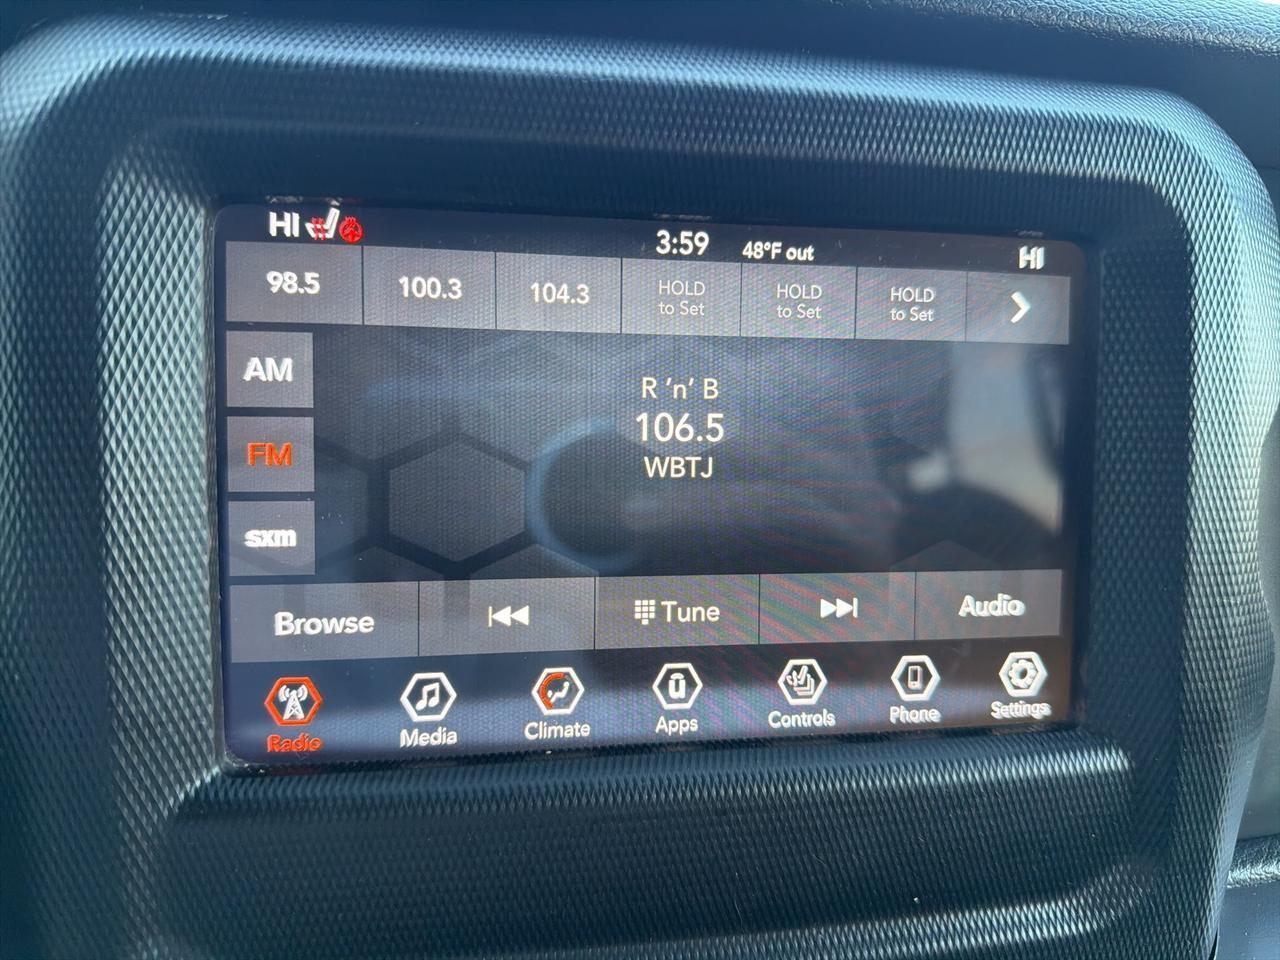 HI 3:59 48°F out HI
98.5 100.3 104.3 HOLD to Set HOLD to Set HOLD to Set
AM
R 'n' B
106.5
FM
WBTJ
sxm
Browse Tune Audio
Radio Media Climate Apps Controls Phone Settings